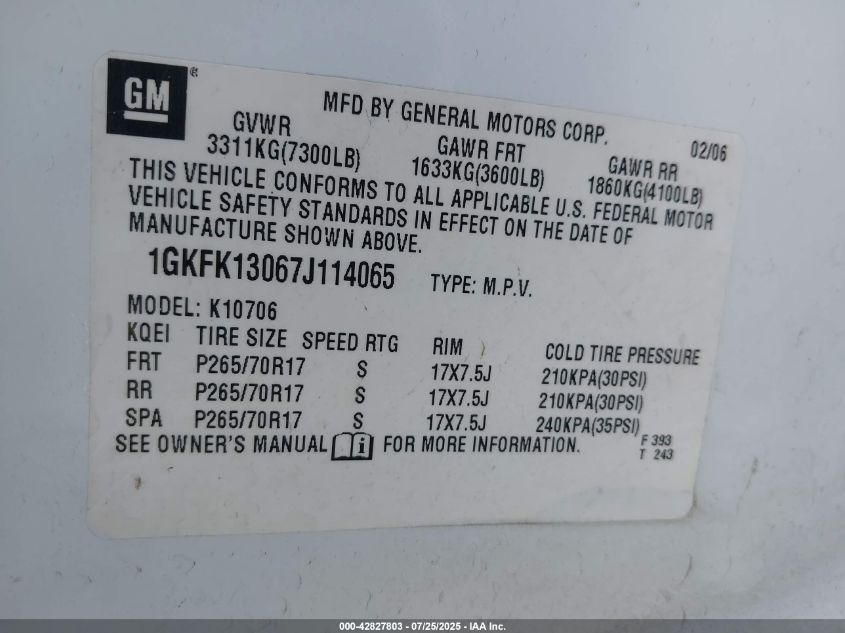 GM®
MFD BY GENERAL MOTORS CORP. 02/06
GVWR GAWR FRT GAWR RR
3311KG(7300LB) 1633KG(3600LB) 1860KG(4100LB)
THIS VEHICLE CONFORMS TO ALL APPLICABLE U.S. FEDERAL MOTOR
VEHICLE SAFETY STANDARDS IN EFFECT ON THE DATE OF
MANUFACTURE SHOWN ABOVE.
1GKFK13067J114065 TYPE: M.P.V.
MODEL: K10706
KQEI TIRE SIZE SPEED RTG RIM COLD TIRE PRESSURE
FRT P265/70R17 S 17X7.5J 210KPA(30PSI)
RR P265/70R17 S 17X7.5J 210KPA(30PSI)
SPA P265/70R17 S 17X7.5J 240KPA(35PSI)
SEE OWNER'S MANUAL i FOR MORE INFORMATION. F 393
T 243
000-42827803 - 07/25/2025 - IAA Inc.